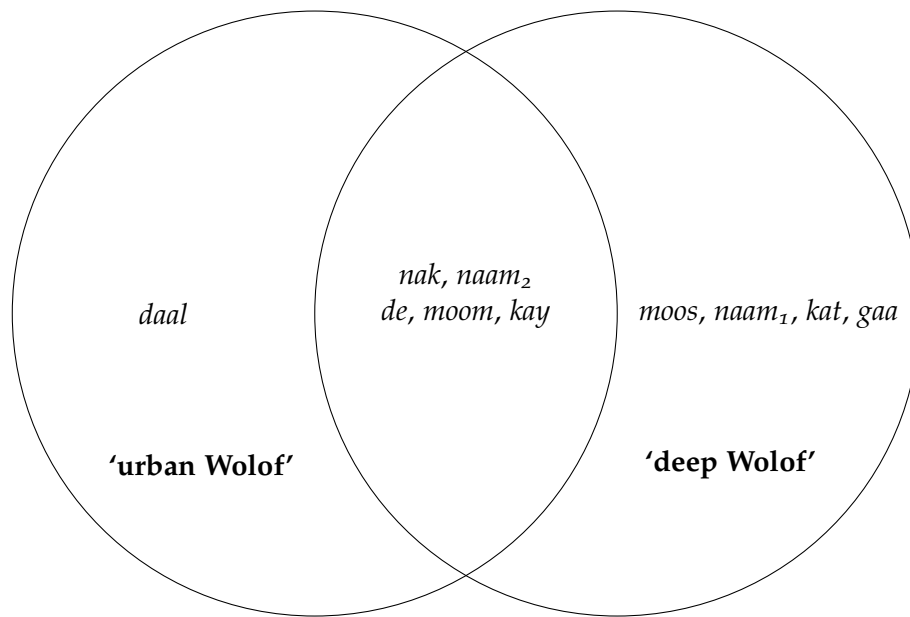 nak, naam₂
daal
de, moom, kay
moos, naam₁, kat, gaa
‘urban Wolof’
‘deep Wolof’